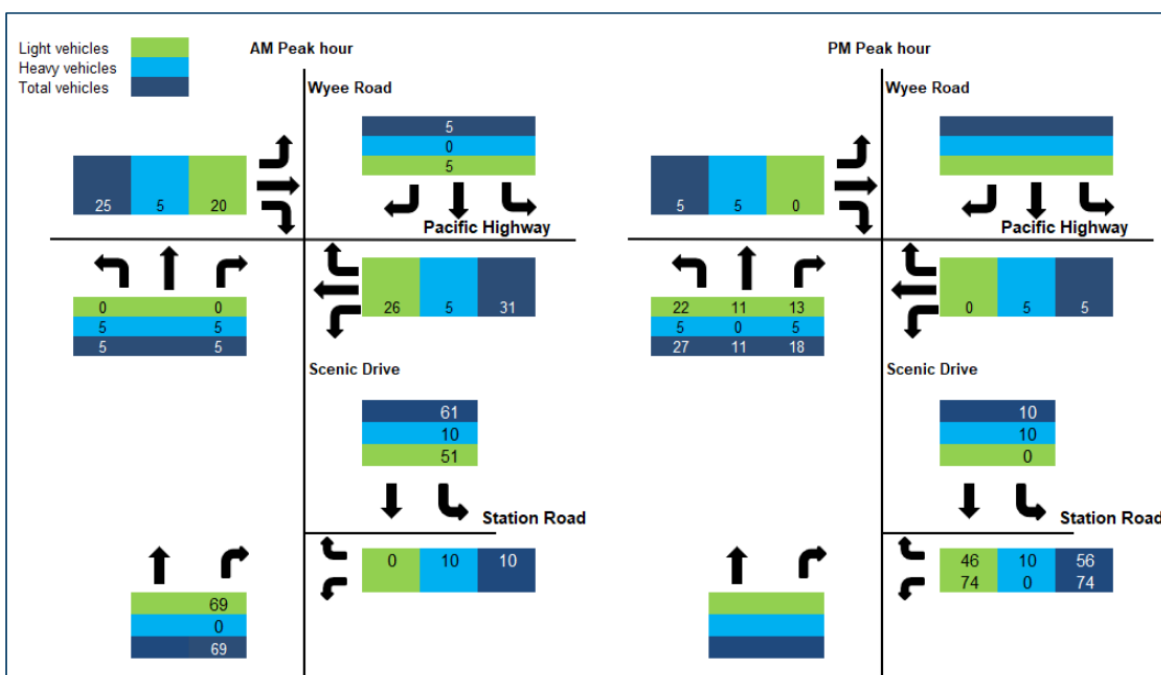 AM Peak hour
PM Peak hour
Light vehicles
Heavy vehicles
Total vehicles
Wyee Road
5
0
5
25 5 20
Pacific Highway
0 0
5 5
5 5
26 5 31
Scenic Drive
61
10
51
Station Road
0 10 10
69
0
69
Wyee Road
5 5 0
Pacific Highway
22 11 13
5 0 5
27 11 18
0 5 5
Scenic Drive
10
10
0
Station Road
46 10 56
74 0 74